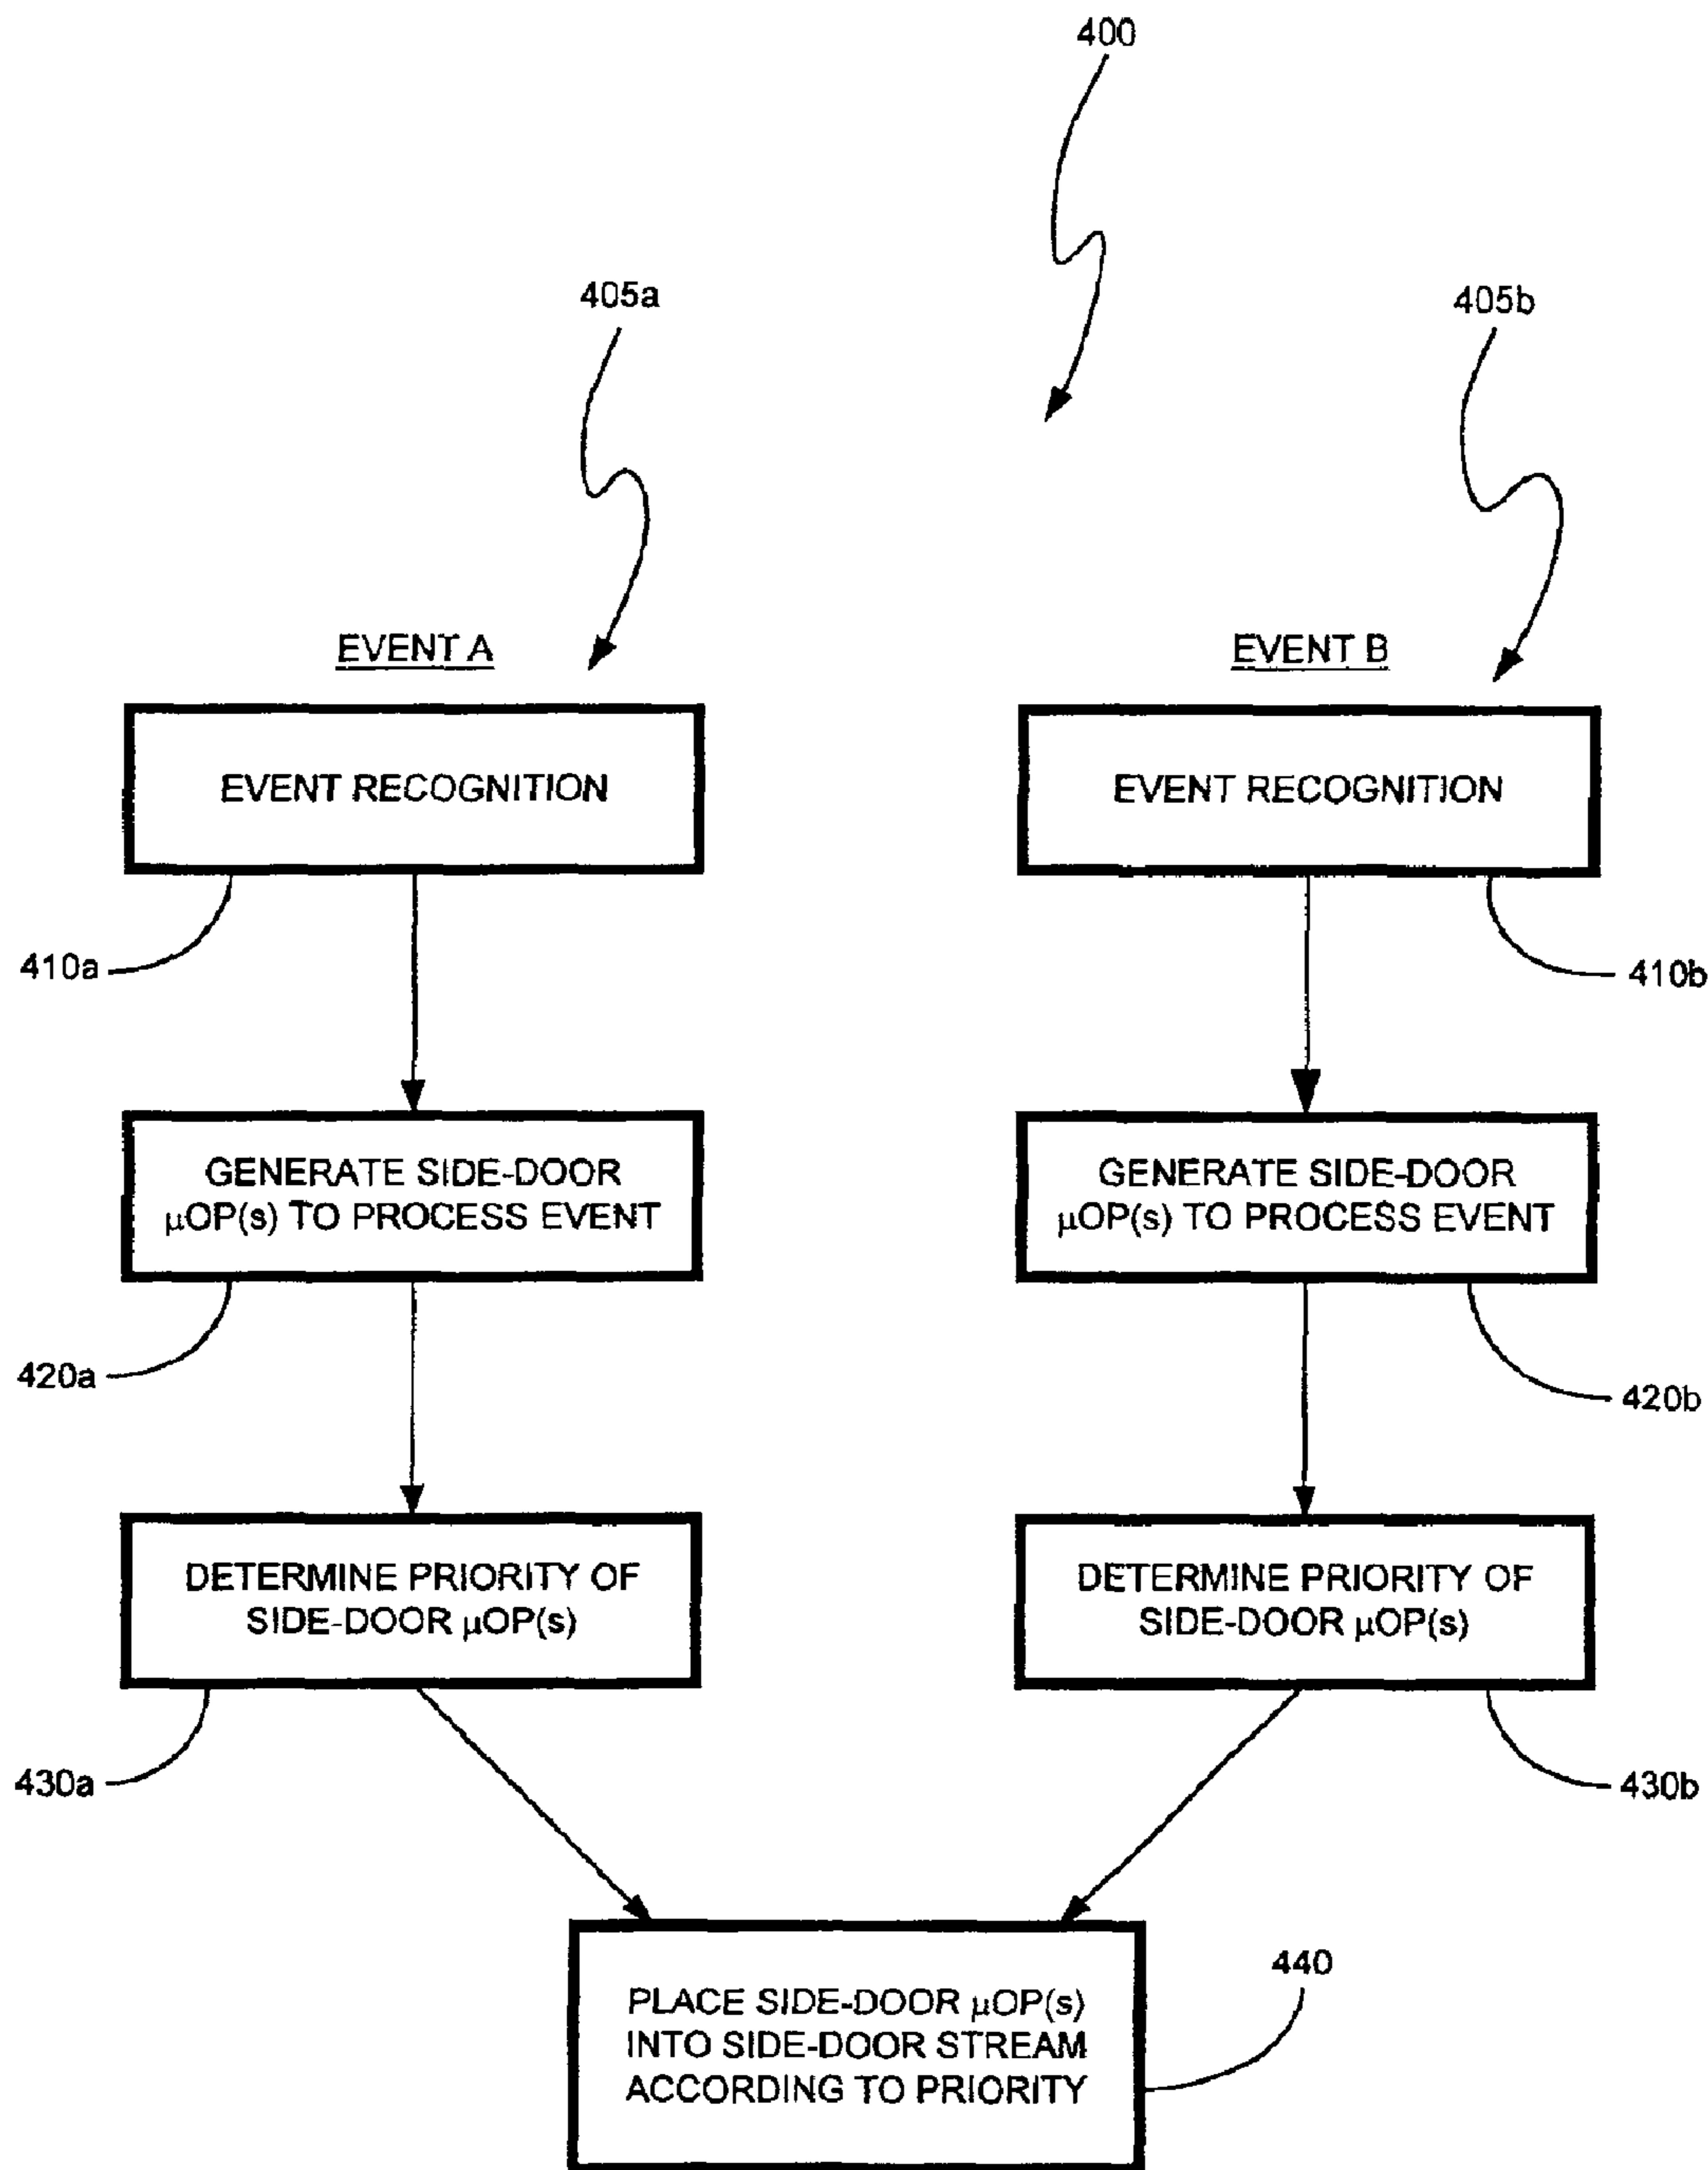 400
405a
405b
EVENT A
EVENT B
EVENT RECOGNITION
EVENT RECOGNITION
410a
410b
GENERATE SIDE-DOOR
µOP(s) TO PROCESS EVENT
GENERATE SIDE-DOOR
µOP(s) TO PROCESS EVENT
420a
420b
DETERMINE PRIORITY OF
SIDE-DOOR µOP(s)
DETERMINE PRIORITY OF
SIDE-DOOR µOP(s)
430a
430b
440
PLACE SIDE-DOOR µOP(s)
INTO SIDE-DOOR STREAM
ACCORDING TO PRIORITY